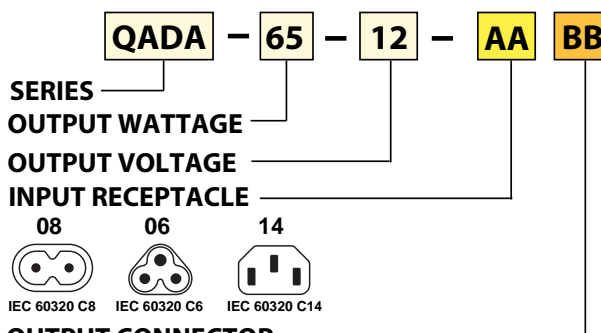 QADA – 65 – 12 – AA BB
SERIES
OUTPUT WATTAGE
OUTPUT VOLTAGE
INPUT RECEPTACLE
08 06 14
IEC 60320 C8 IEC 60320 C6 IEC 60320 C14
OUTPUT CONNECTOR